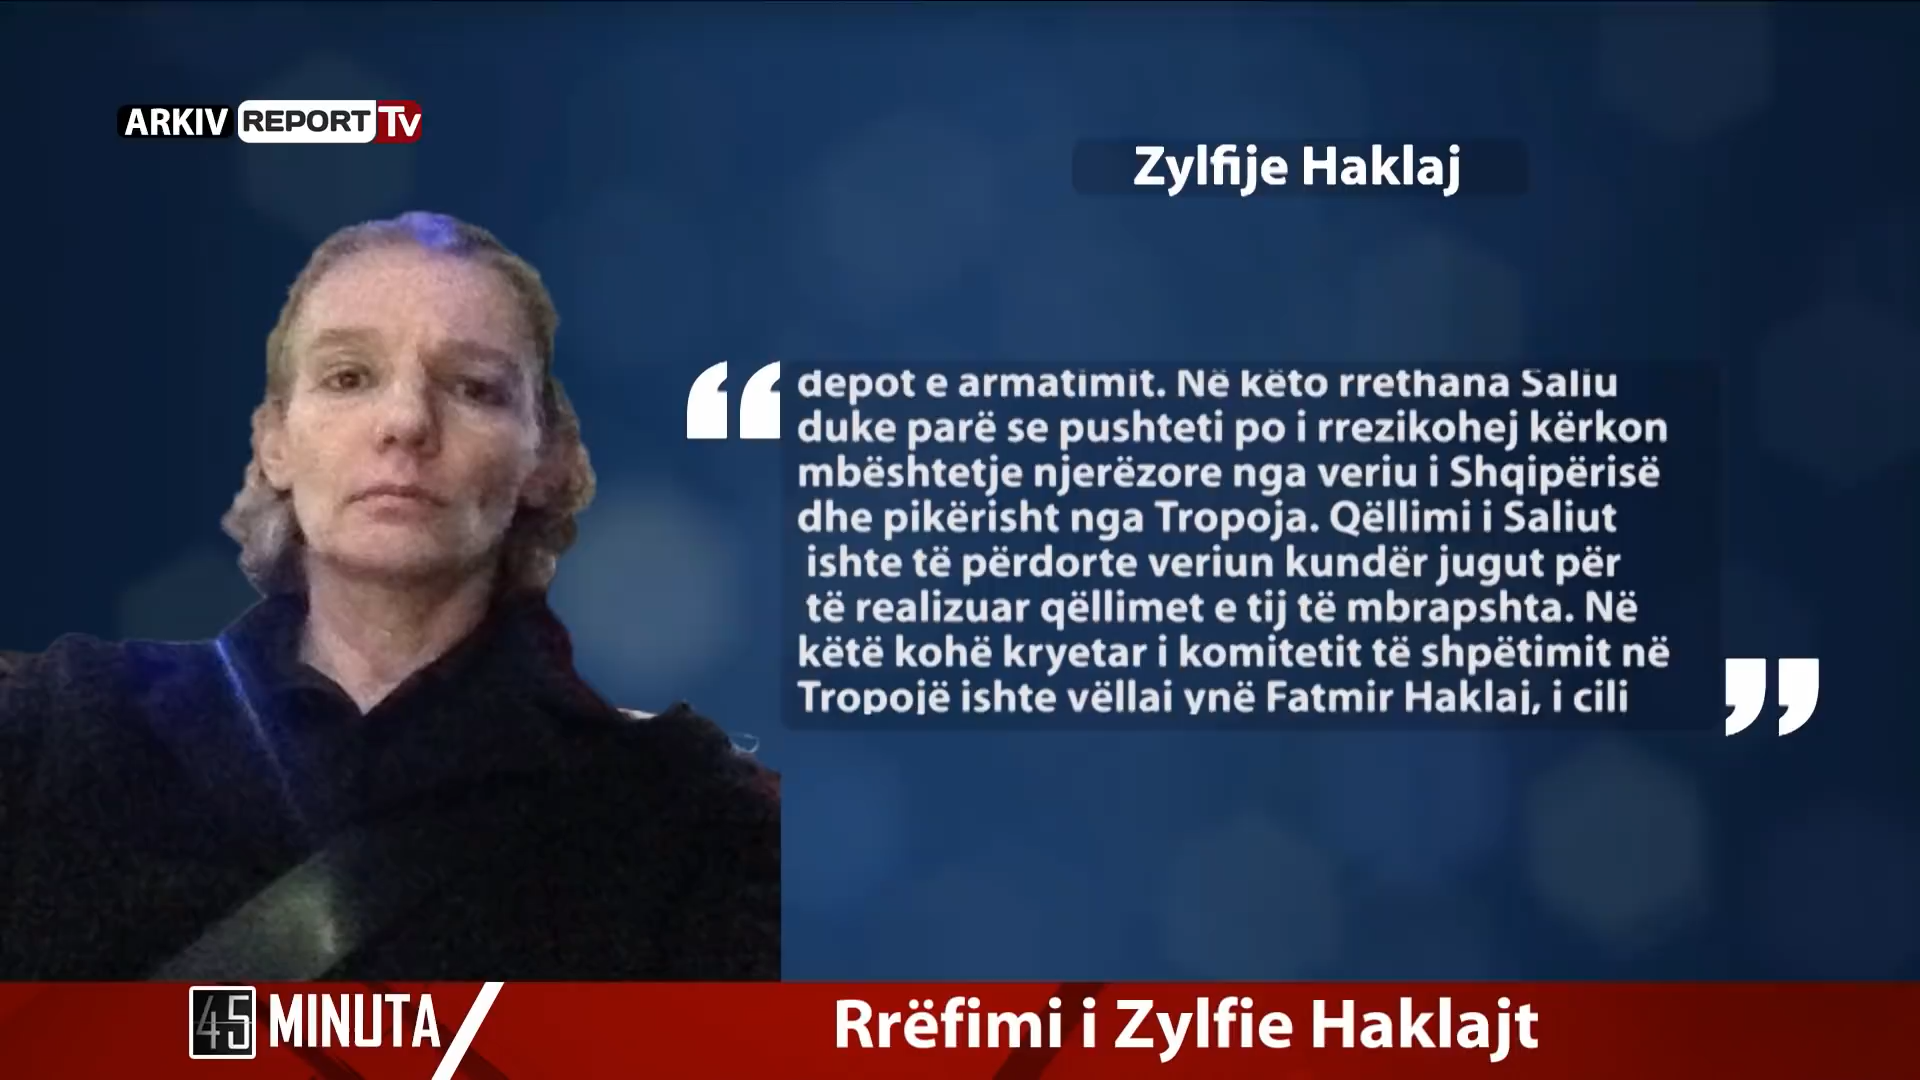 ARKIV REPORT Tv
Zylfije Haklaj
depot e armatimit. Në këto rrethana Saliu
duke parë se pushteti po i rrezikohej kërkon
mbështetje njerëzore nga veriu i Shqipërisë
dhe pikërisht nga Tropoja. Qëllimi i Saliut
ishte të përdorte veriun kundër jugut për
të realizuar qëllimet e tij të mbrapshta. Në
këtë kohë kryetar i komitetit të shpëtimit në
Tropojë ishte vëllai ynë Fatmir Haklaj, i cili
45 MINUTA
Rrëfimi i Zylfie Haklajt